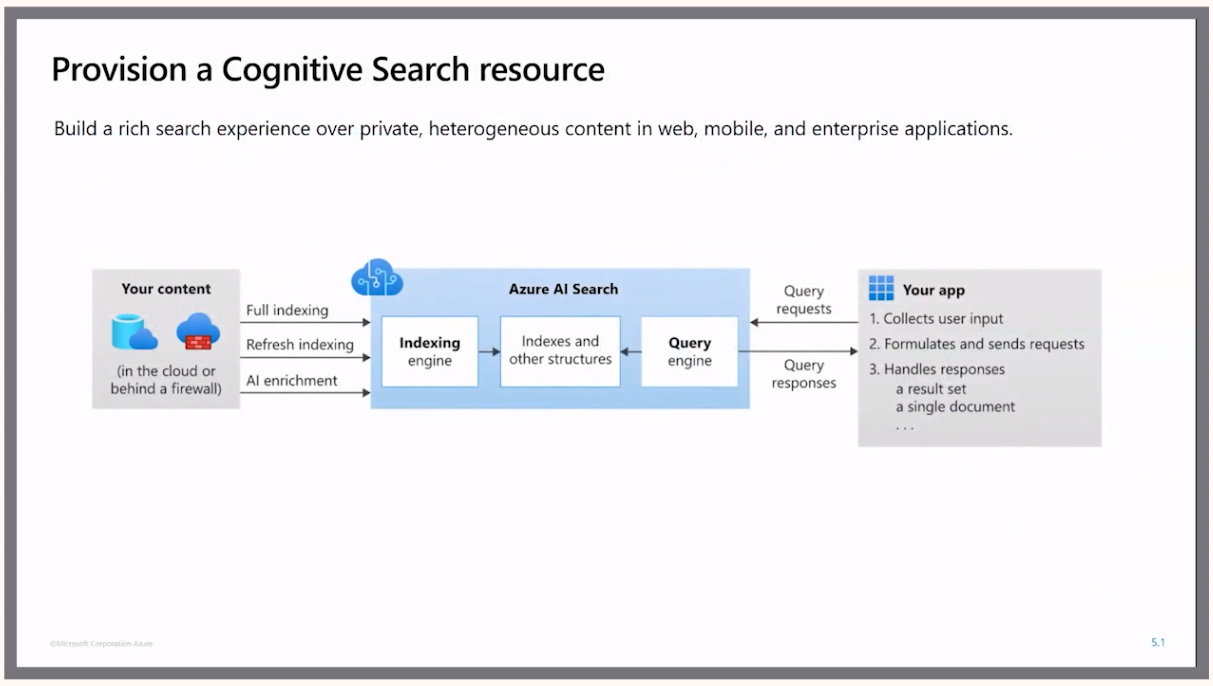 Provision a Cognitive Search resource
Build a rich search experience over private, heterogeneous content in web, mobile, and enterprise applications.
Your content
(in the cloud or
behind a firewall)
Full indexing
Refresh indexing
AI enrichment
Azure AI Search
Indexing
engine
Indexes and
other structures
Query
engine
Query
requests
Query
responses
Your app
1. Collects user input
2. Formulates and sends requests
3. Handles responses
a result set
a single document
. . .
©Microsoft Corporation Azure
5.1